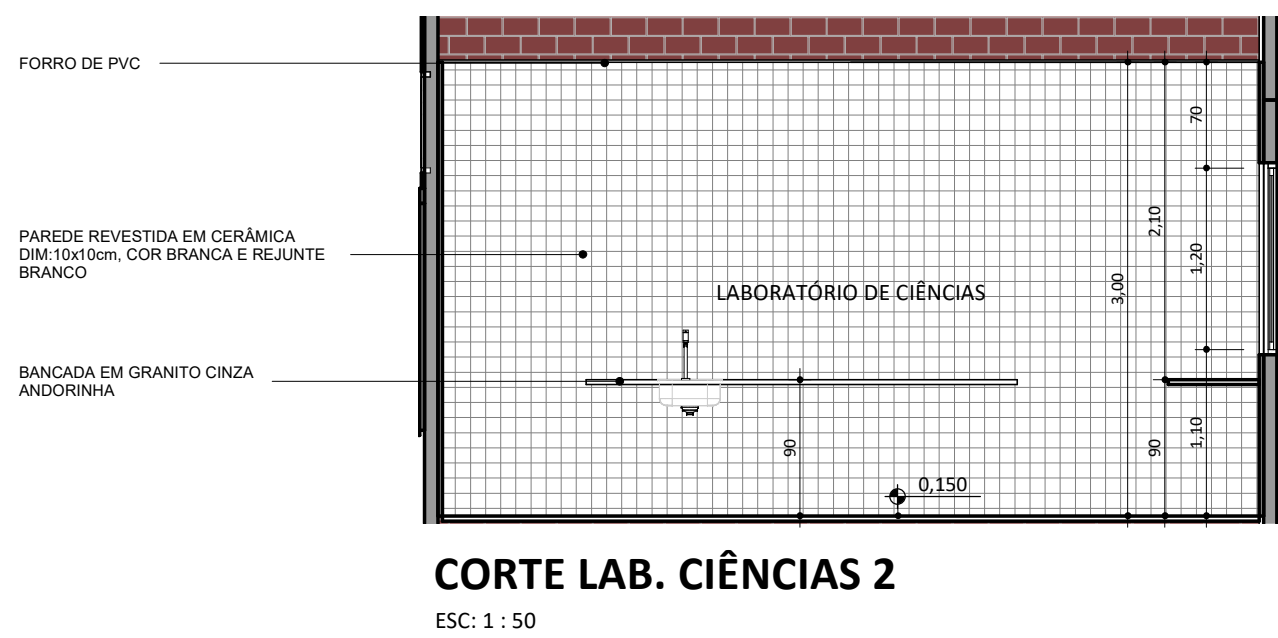 FORRO DE PVC
PAREDE REVESTIDA EM CERÂMICA
DIM:10x10cm, COR BRANCA E REJUNTE
BRANCO
BANCADA EM GRANITO CINZA
ANDORINHA
LABORATÓRIO DE CIÊNCIAS
70
2,10
1,20
3,00
90
90
1,10
0,150
CORTE LAB. CIÊNCIAS 2
ESC: 1 : 50